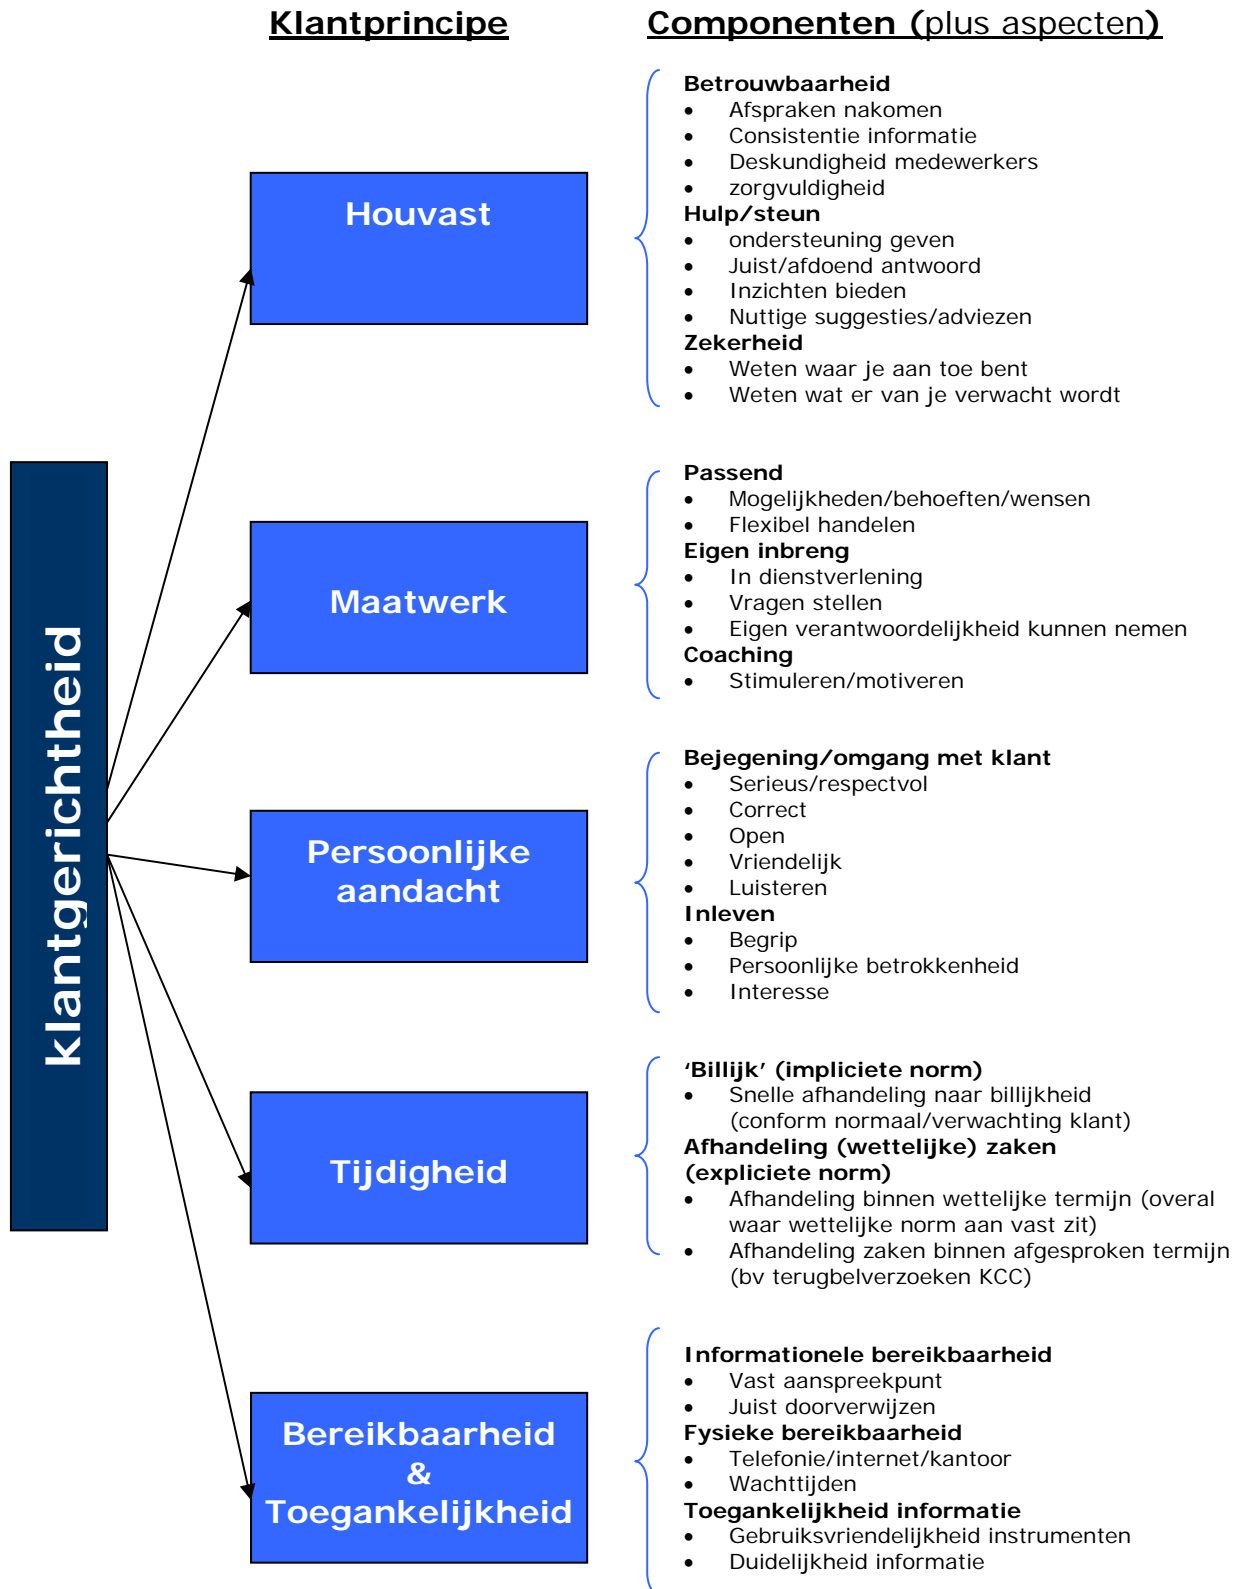 Klantprincipe
Componenten (plus aspecten)
klantgerichtheid
Houvast
Betrouwbaarheid
• Afspraken nakomen
• Consistentie informatie
• Deskundigheid medewerkers
• zorgvuldigheid
Hulp/steun
• ondersteuning geven
• Juist/afdoend antwoord
• Inzichten bieden
• Nuttige suggesties/adviezen
Zekerheid
• Weten waar je aan toe bent
• Weten wat er van je verwacht wordt
Maatwerk
Passend
• Mogelijkheden/behoeften/wensen
• Flexibel handelen
Eigen inbreng
• In dienstverlening
• Vragen stellen
• Eigen verantwoordelijkheid kunnen nemen
Coaching
• Stimuleren/motiveren
Persoonlijke
aandacht
Bejegening/omgang met klant
• Serieus/respectvol
• Correct
• Open
• Vriendelijk
• Luisteren
Inleven
• Begrip
• Persoonlijke betrokkenheid
• Interesse
Tijdigheid
‘Billijk’ (impliciete norm)
• Snelle afhandeling naar billijkheid
(conform normaal/verwachting klant)
Afhandeling (wettelijke) zaken
(expliciete norm)
• Afhandeling binnen wettelijke termijn (overal
waar wettelijke norm aan vast zit)
• Afhandeling zaken binnen afgesproken termijn
(bv terugbelverzoeken KCC)
Bereikbaarheid
&
Toegankelijkheid
Informationele bereikbaarheid
• Vast aanspreekpunt
• Juist doorverwijzen
Fysieke bereikbaarheid
• Telefonie/internet/kantoor
• Wachttijden
Toegankelijkheid informatie
• Gebruiksvriendelijkheid instrumenten
• Duidelijkheid informatie